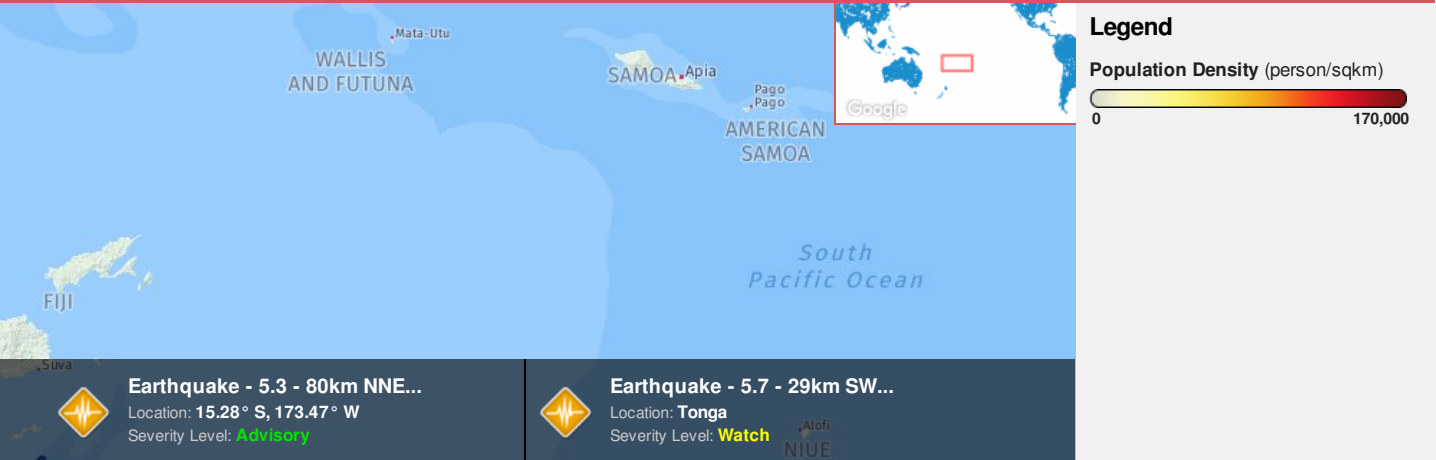 Mata-Utu
WALLIS
AND FUTUNA
SAMOA
Apia
Pago
Pago
AMERICAN
SAMOA
Google
South
Pacific Ocean
FIJI
Suva
Alofi
NIUE
Earthquake - 5.3 - 80km NNE...
Location: 15.28° S, 173.47° W
Severity Level: Advisory
Earthquake - 5.7 - 29km SW...
Location: Tonga
Severity Level: Watch
Legend
Population Density (person/sqkm)
0
170,000